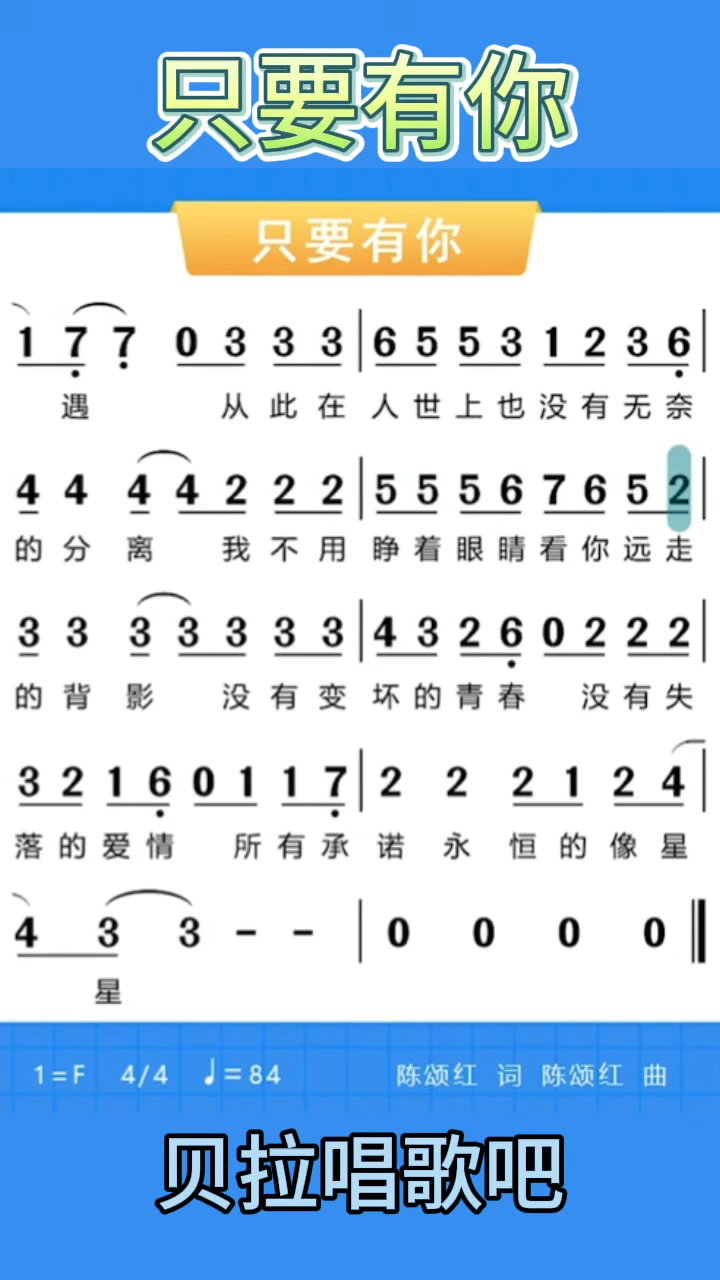 只要有你
只要有你
1 7 7 0 3 3 3 | 6 5 5 3 1 2 3 6 |
遇 从此在 人世上也没有无奈
4 4 4 4 2 2 2 | 5 5 5 6 7 6 5 2 |
的分离 我不用 睁着眼睛看你远走
3 3 3 3 3 3 3 | 4 3 2 6 0 2 2 2 |
的背影 没有变 坏的青春 没有失
3 2 1 6 0 1 1 7 | 2 2 2 1 2 4 |
落的爱情 所有承 诺永恒的像星
4 3 3 - - | 0 0 0 0 ‖
星
1=F 4/4 ♩=84 陈颂红 词 陈颂红 曲
贝拉唱歌吧